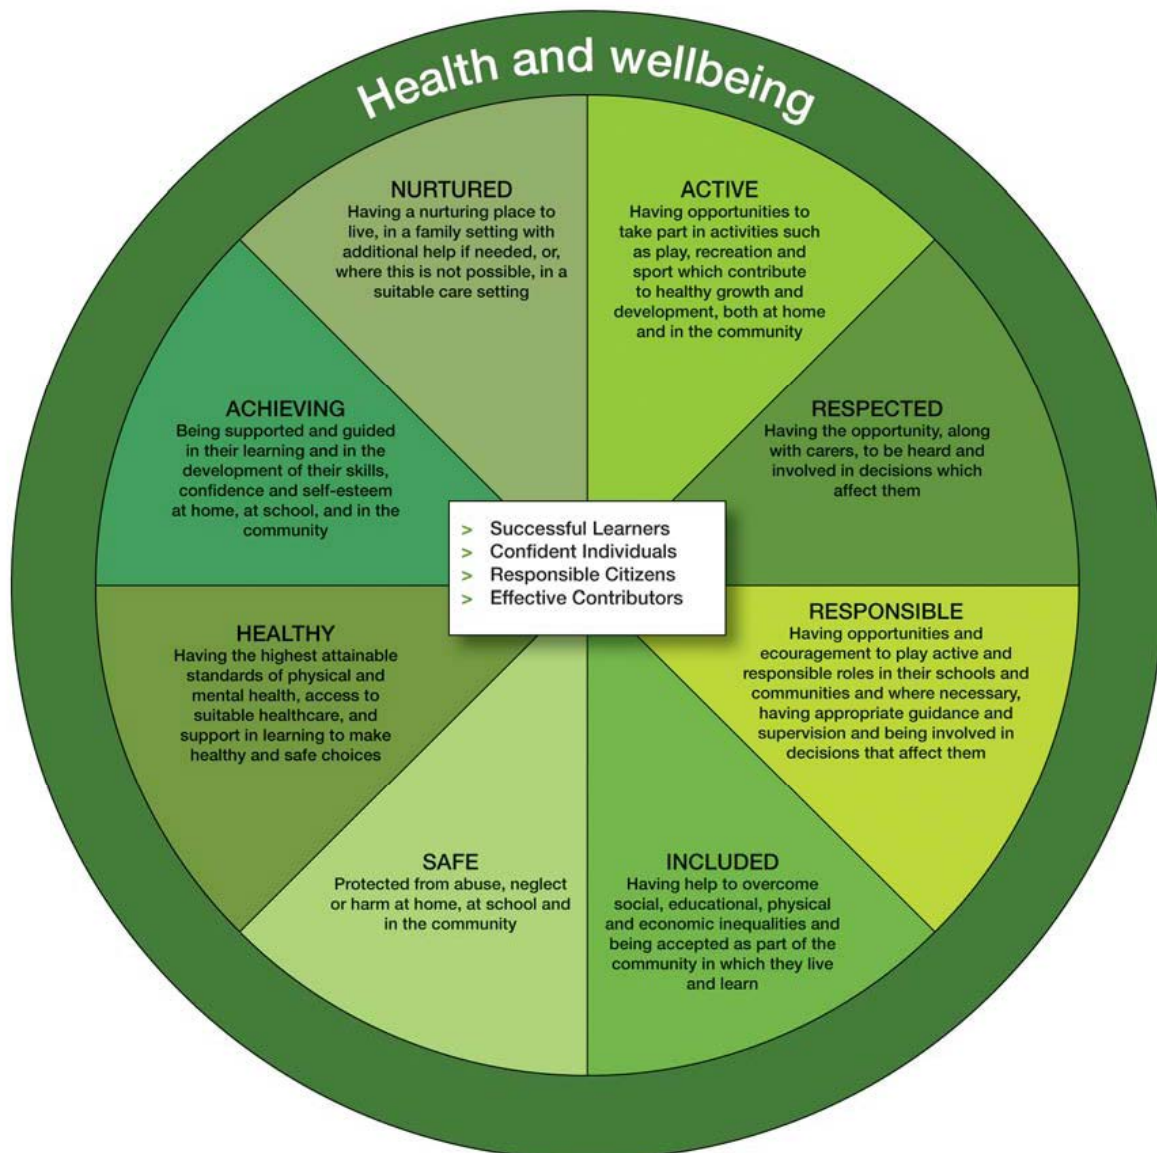 Health and wellbeing
NURTURED
Having a nurturing place to
live, in a family setting with
additional help if needed, or,
where this is not possible, in a
suitable care setting
ACTIVE
Having opportunities to
take part in activities such
as play, recreation and
sport which contribute
to healthy growth and
development, both at home
and in the community
ACHIEVING
Being supported and guided
in their learning and in the
development of their skills,
confidence and self-esteem
at home, at school, and in the
community
RESPECTED
Having the opportunity, along
with carers, to be heard and
involved in decisions which
affect them
> Successful Learners
> Confident Individuals
> Responsible Citizens
> Effective Contributors
HEALTHY
Having the highest attainable
standards of physical and
mental health, access to
suitable healthcare, and
support in learning to make
healthy and safe choices
RESPONSIBLE
Having opportunities and
ecouragement to play active and
responsible roles in their schools and
communities and where necessary,
having appropriate guidance and
supervision and being involved in
decisions that affect them
SAFE
Protected from abuse, neglect
or harm at home, at school and
in the community
INCLUDED
Having help to overcome
social, educational, physical
and economic inequalities and
being accepted as part of the
community in which they live
and learn